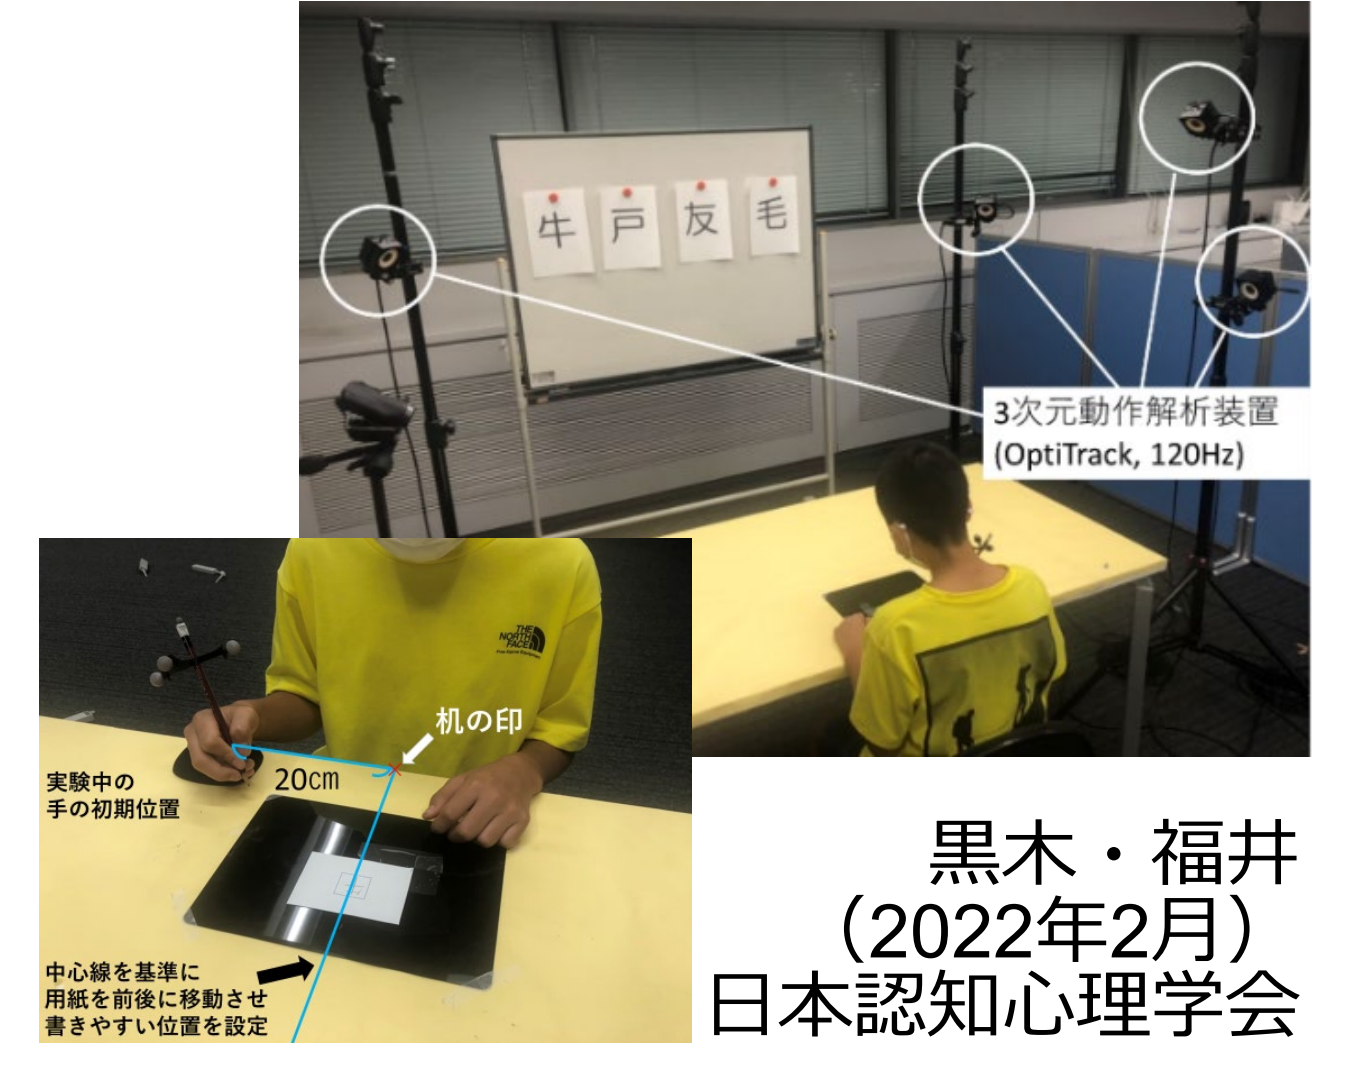 牛 戸 友 毛
3次元動作解析装置
(OptiTrack, 120Hz)
THE
NORTH
FACE
机の印
20cm
実験中の
手の初期位置
中心線を基準に
用紙を前後に移動させ
書きやすい位置を設定
黒木・福井
（2022年2月）
日本認知心理学会